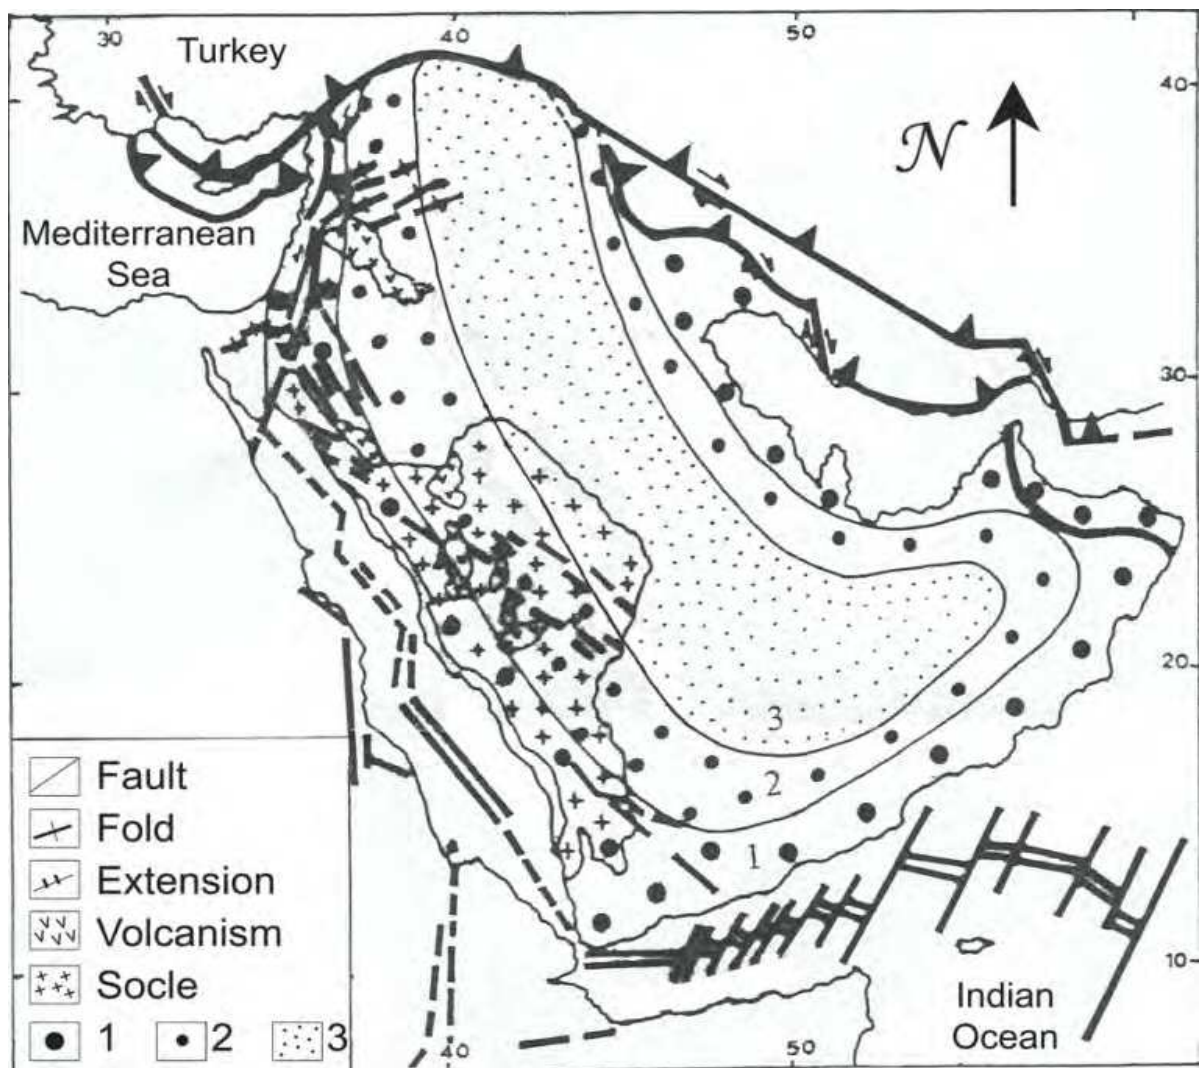 30
40
50
Turkey
40
N
Mediterranean
Sea
30
20
3
2
1
Fault
Fold
Extension
Volcanism
Socle
1
2
3
10
Indian
Ocean
40
50